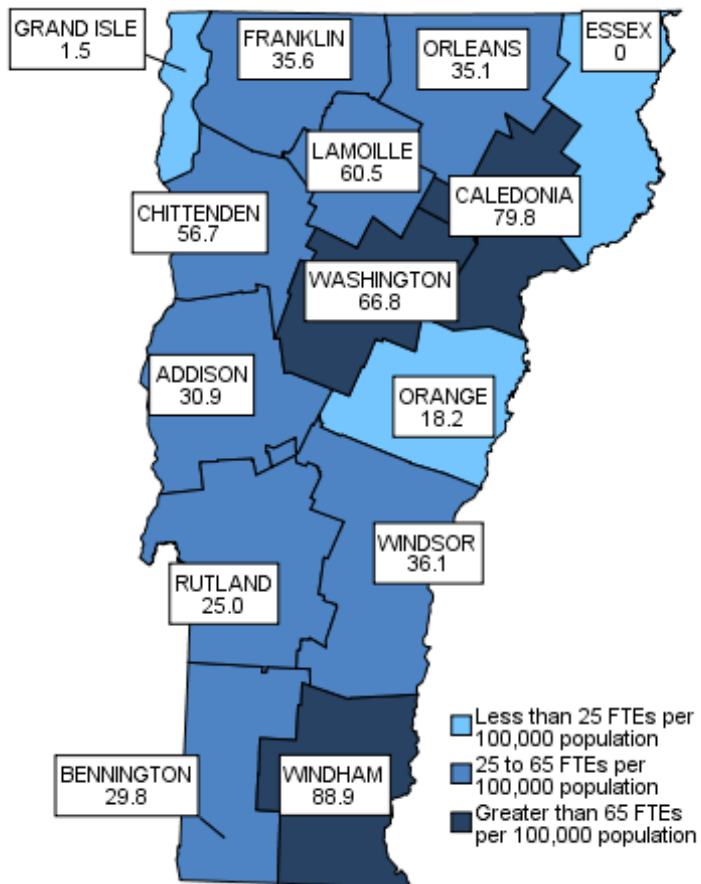 GRAND ISLE
1.5
FRANKLIN
35.6
ORLEANS
35.1
ESSEX
0
LAMOILLE
60.5
CALEDONIA
79.8
CHITTENDEN
56.7
WASHINGTON
66.8
ADDISON
30.9
ORANGE
18.2
WINDSOR
36.1
RUTLAND
25.0
BENNINGTON
29.8
WINDHAM
88.9
Less than 25 FTEs per
100,000 population
25 to 65 FTEs per
100,000 population
Greater than 65 FTEs
per 100,000 population